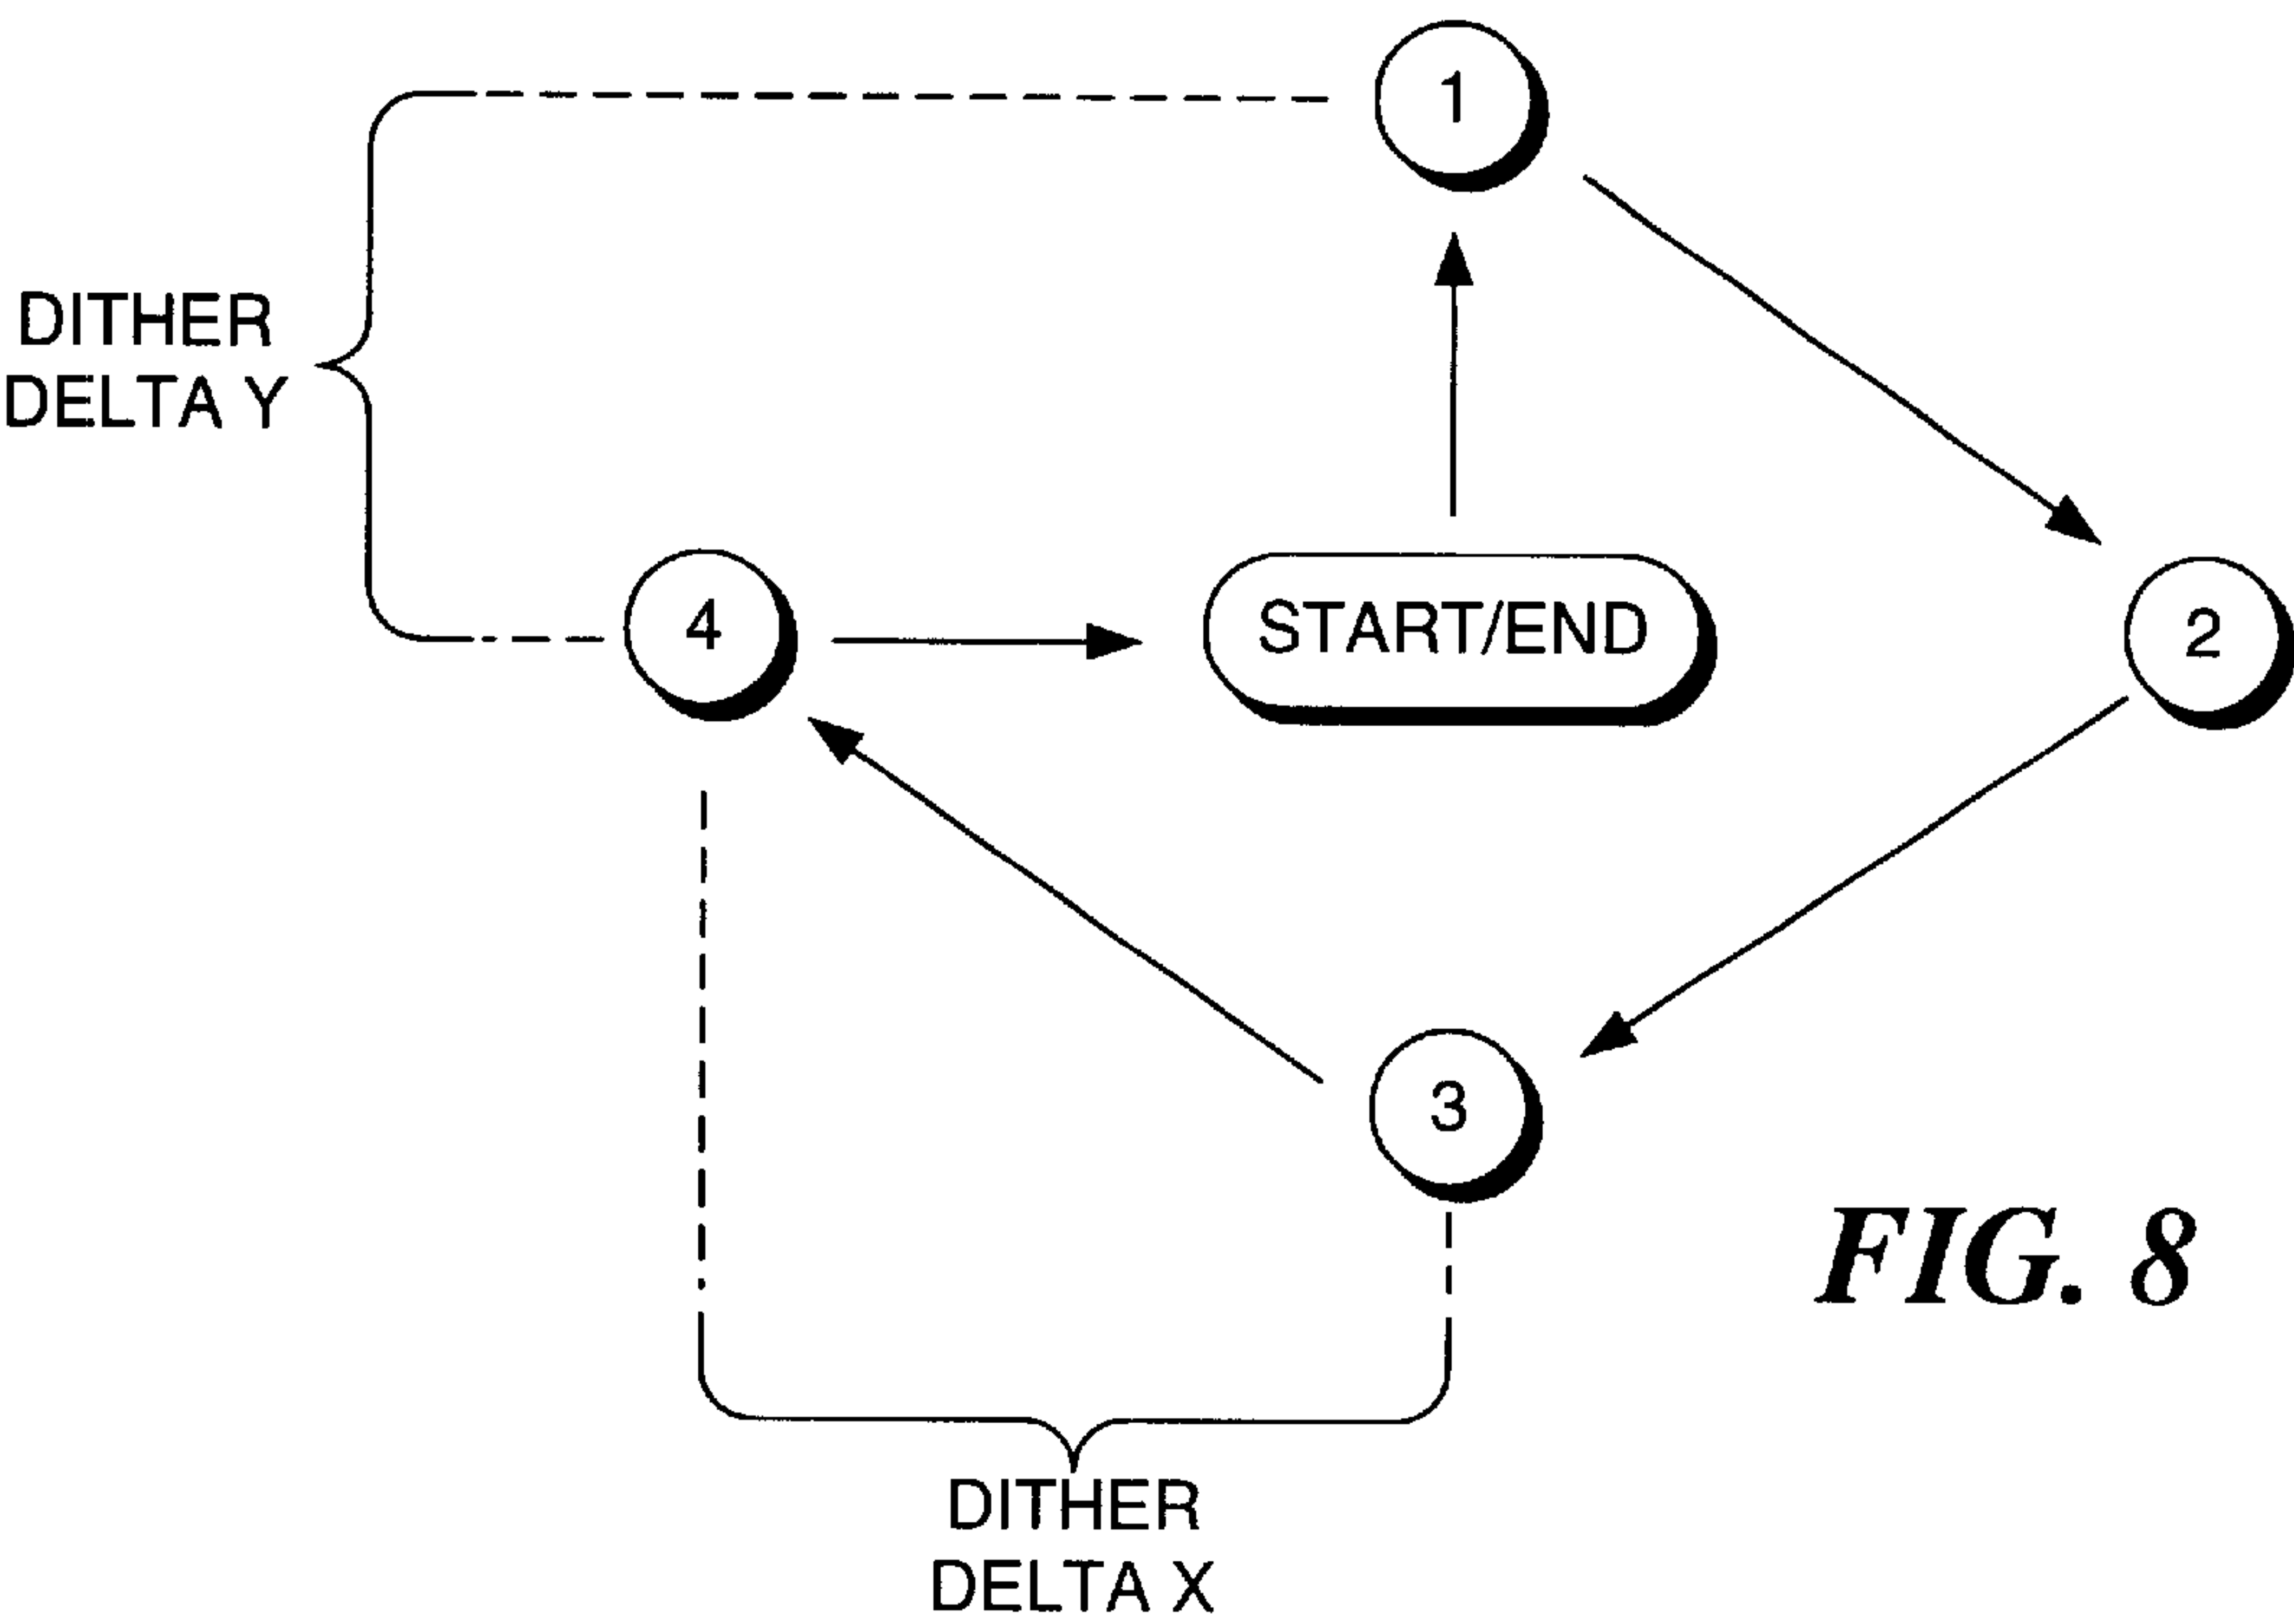 1
DITHER
DELTA Y
4
START/END
2
3
FIG. 8
DITHER
DELTA X